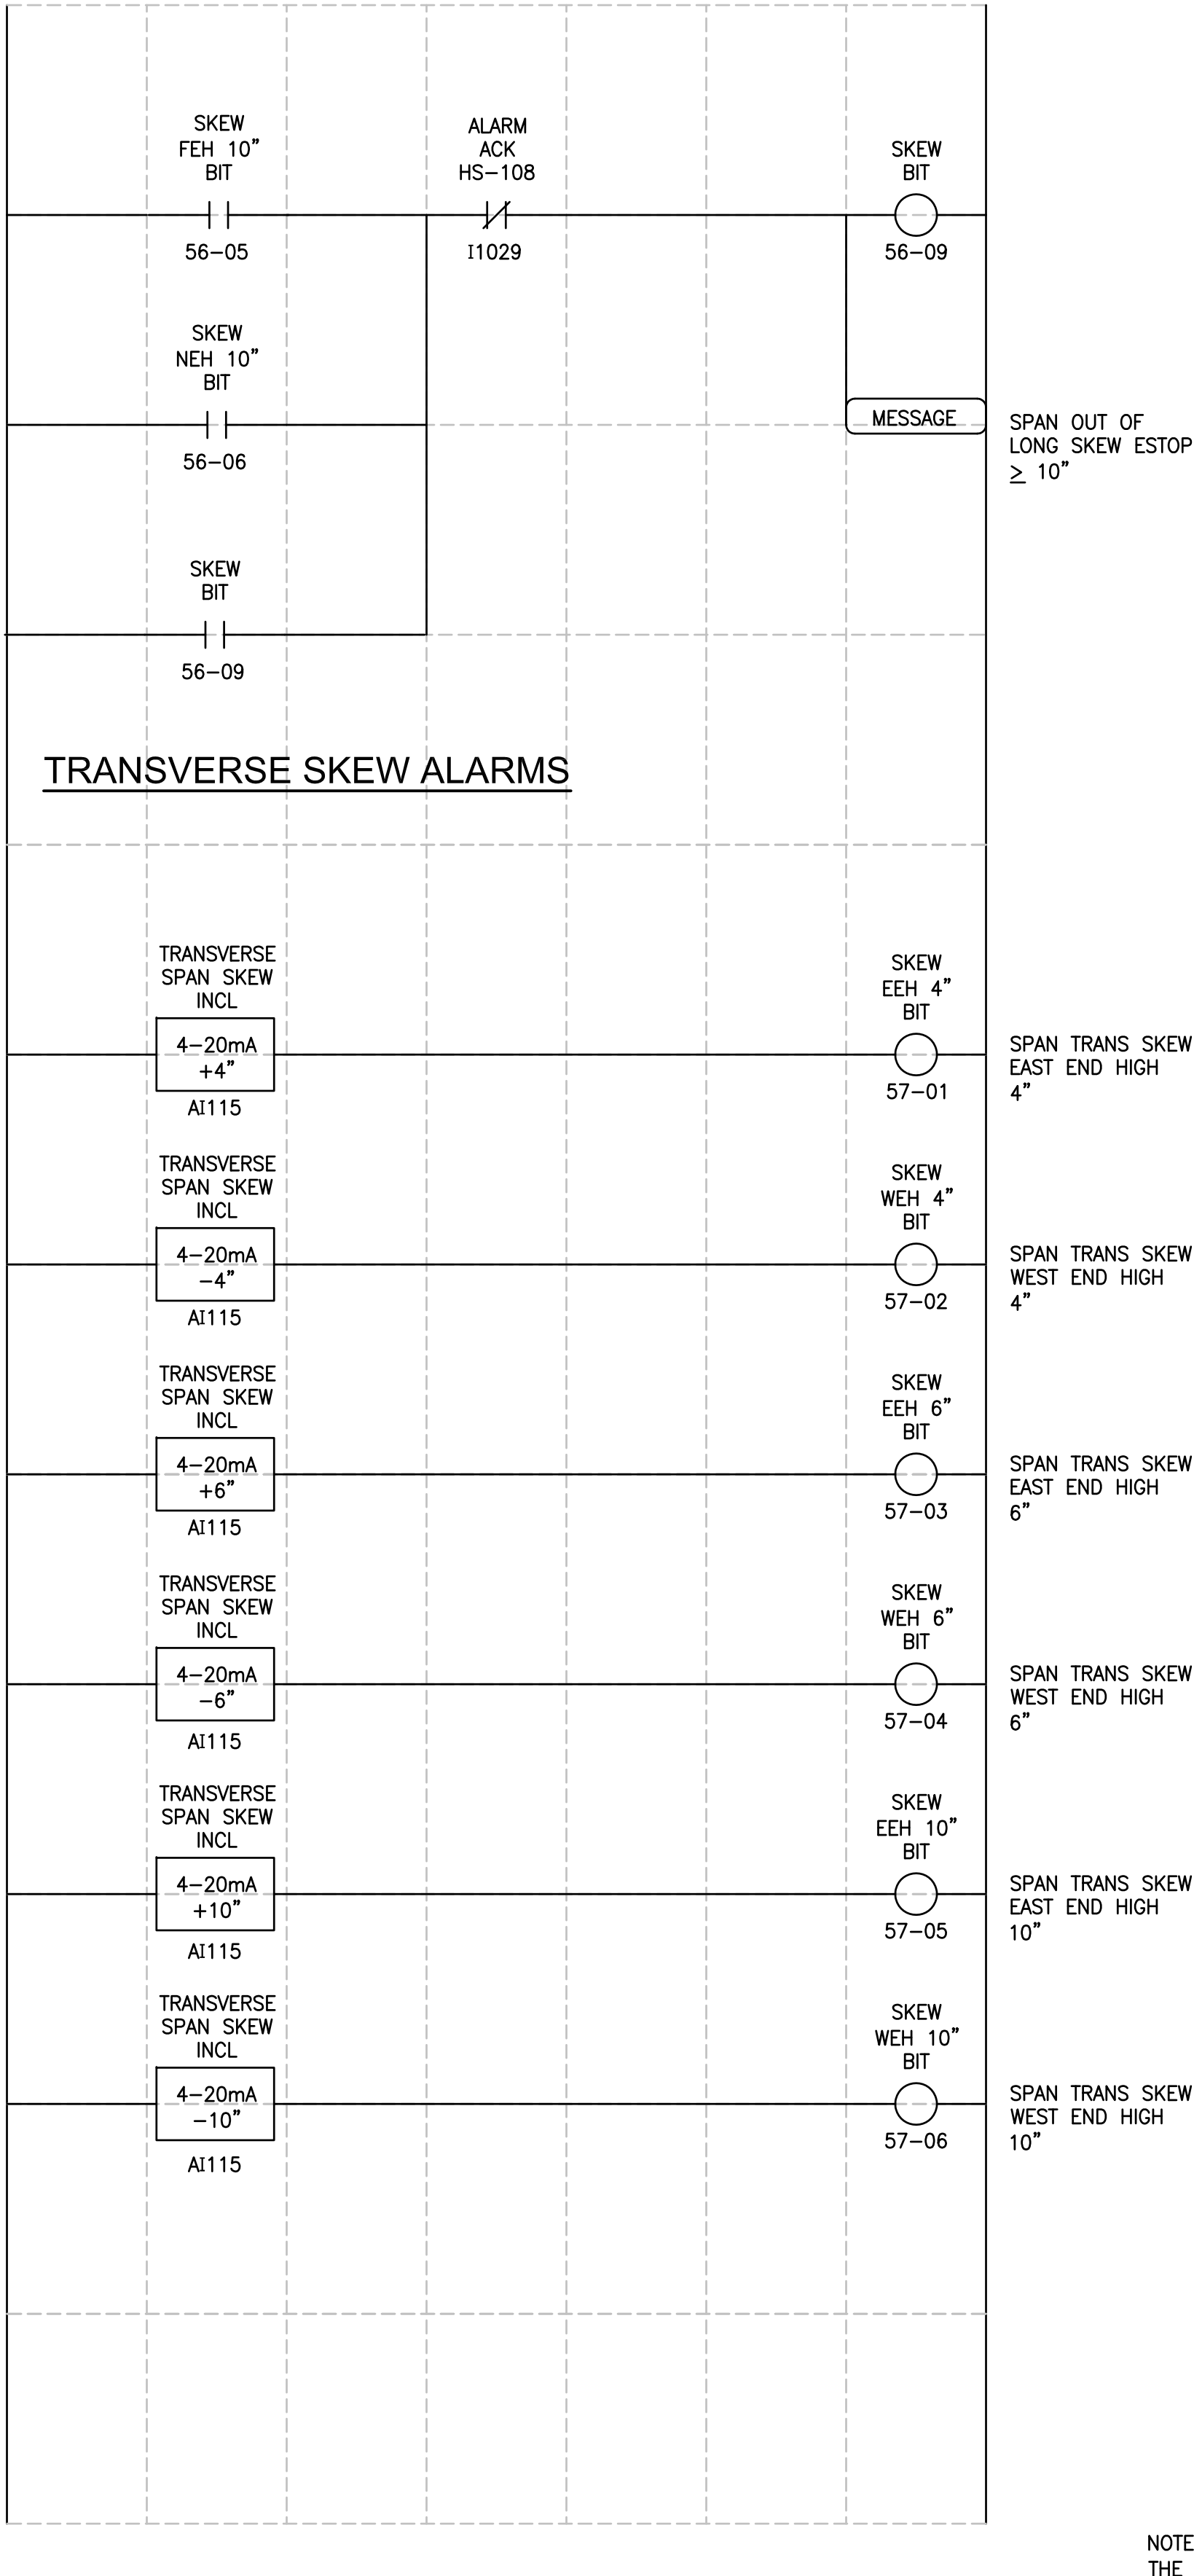 SKEW
FEH 10”
BIT
56-05
ALARM
ACK
HS-108
I1029
SKEW
BIT
56-09
SKEW
NEH 10”
BIT
56-06
MESSAGE
SPAN OUT OF
LONG SKEW ESTOP
≥ 10”
SKEW
BIT
56-09
TRANSVERSE SKEW ALARMS
TRANSVERSE
SPAN SKEW
INCL
4-20mA
+4”
AI115
SKEW
EEH 4”
BIT
57-01
SPAN TRANS SKEW
EAST END HIGH
4”
TRANSVERSE
SPAN SKEW
INCL
4-20mA
-4”
AI115
SKEW
WEH 4”
BIT
57-02
SPAN TRANS SKEW
WEST END HIGH
4”
TRANSVERSE
SPAN SKEW
INCL
4-20mA
+6”
AI115
SKEW
EEH 6”
BIT
57-03
SPAN TRANS SKEW
EAST END HIGH
6”
TRANSVERSE
SPAN SKEW
INCL
4-20mA
-6”
AI115
SKEW
WEH 6”
BIT
57-04
SPAN TRANS SKEW
WEST END HIGH
6”
TRANSVERSE
SPAN SKEW
INCL
4-20mA
+10”
AI115
SKEW
EEH 10”
BIT
57-05
SPAN TRANS SKEW
EAST END HIGH
10”
TRANSVERSE
SPAN SKEW
INCL
4-20mA
-10”
AI115
SKEW
WEH 10”
BIT
57-06
SPAN TRANS SKEW
WEST END HIGH
10”
NOTE
THE